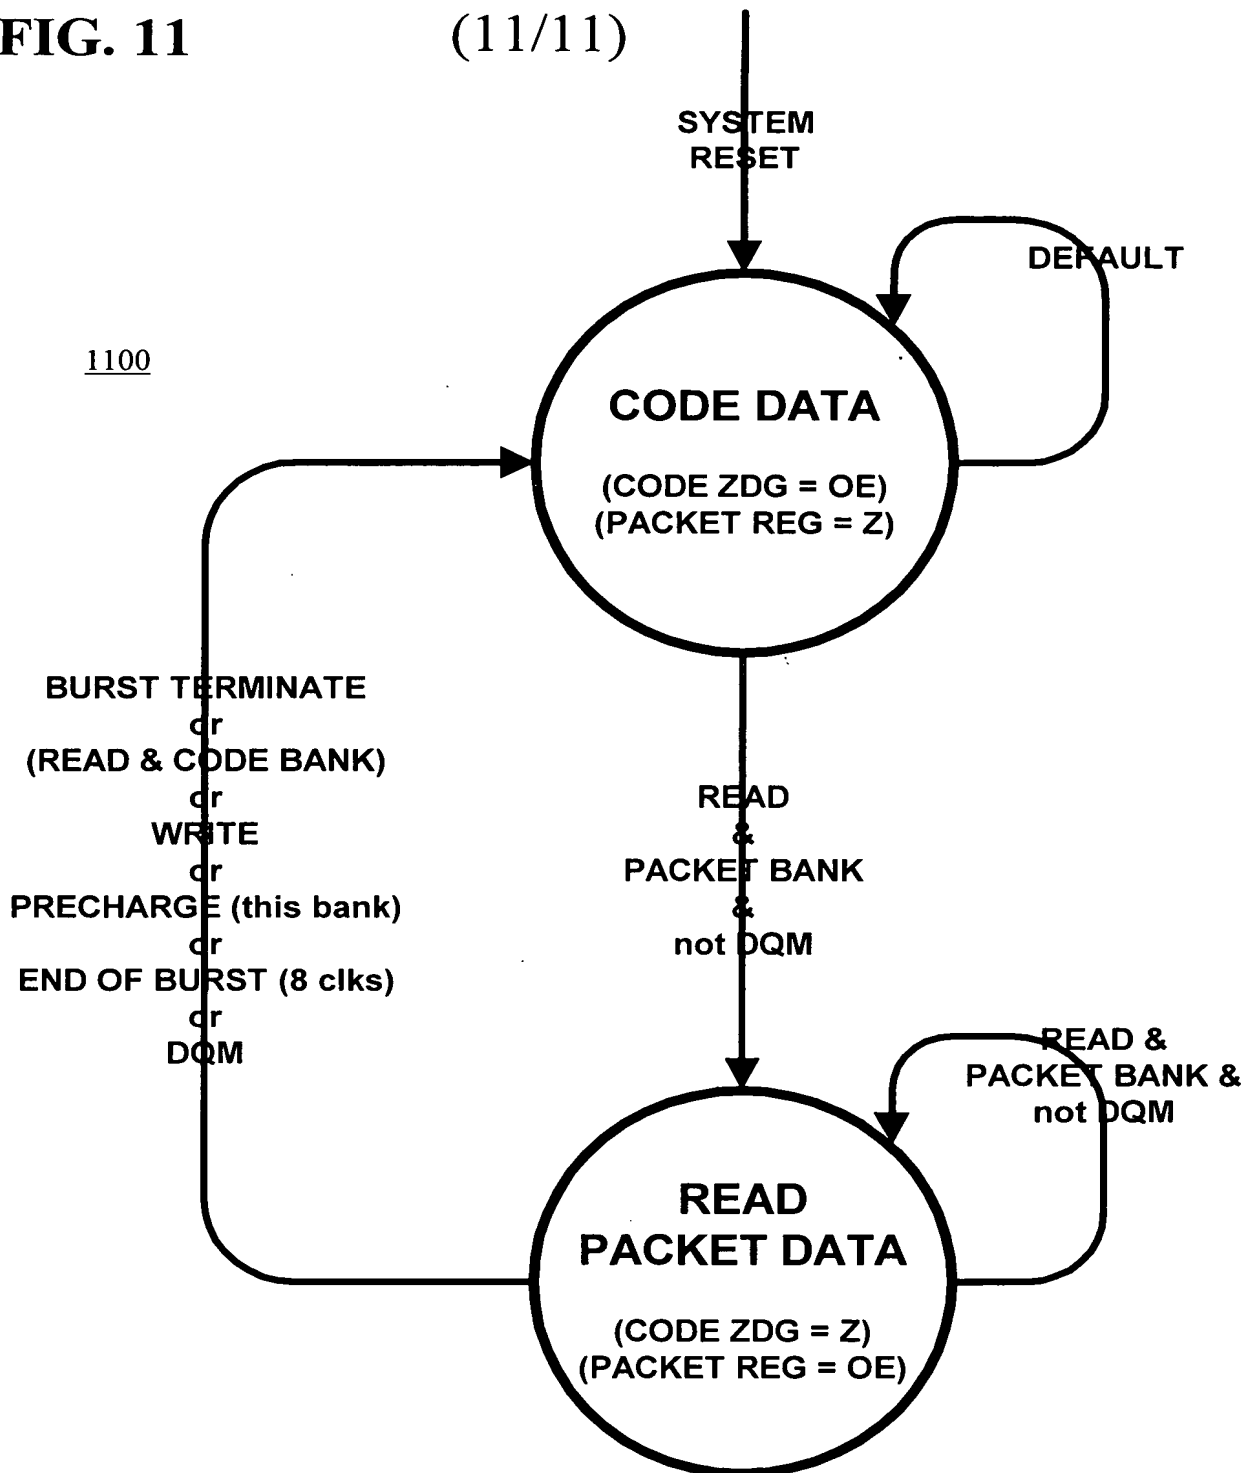 FIG. 11
(11/11)
SYSTEM
RESET
DEFAULT
1100
CODE DATA
(CODE ZDG = OE)
(PACKET REG = Z)
BURST TERMINATE
or
(READ & CODE BANK)
or
WRITE
or
PRECHARGE (this bank)
or
END OF BURST (8 clks)
or
DQM
READ
&
PACKET BANK
&
not DQM
READ &
PACKET BANK &
not DQM
READ
PACKET DATA
(CODE ZDG = Z)
(PACKET REG = OE)